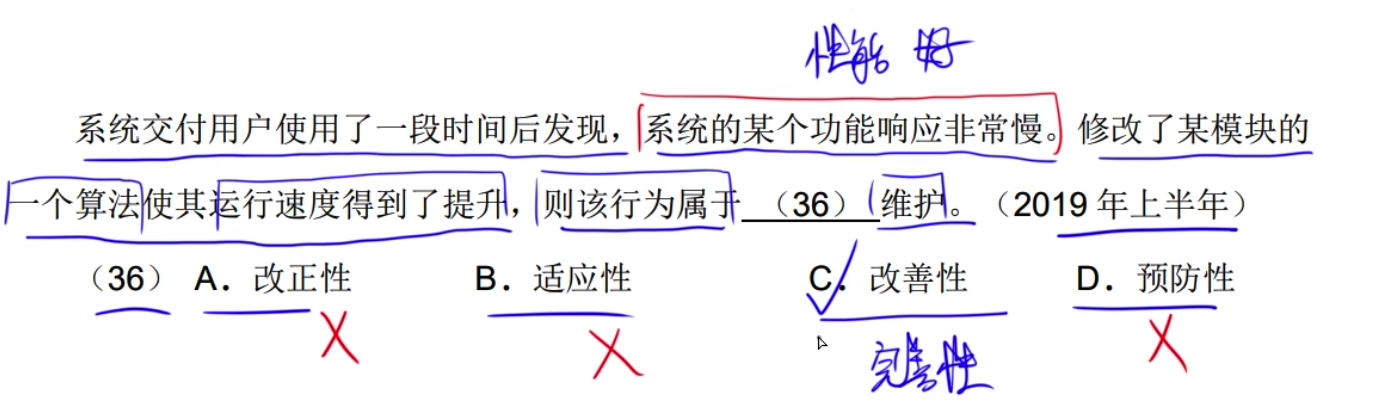 性能 好
系统交付用户使用了一段时间后发现，系统的某个功能响应非常慢。修改了某模块的
一个算法使其运行速度得到了提升，则该行为属于 （36） 维护。（2019 年上半年）
（36） A．改正性 B．适应性 C．改善性 D．预防性
完善性